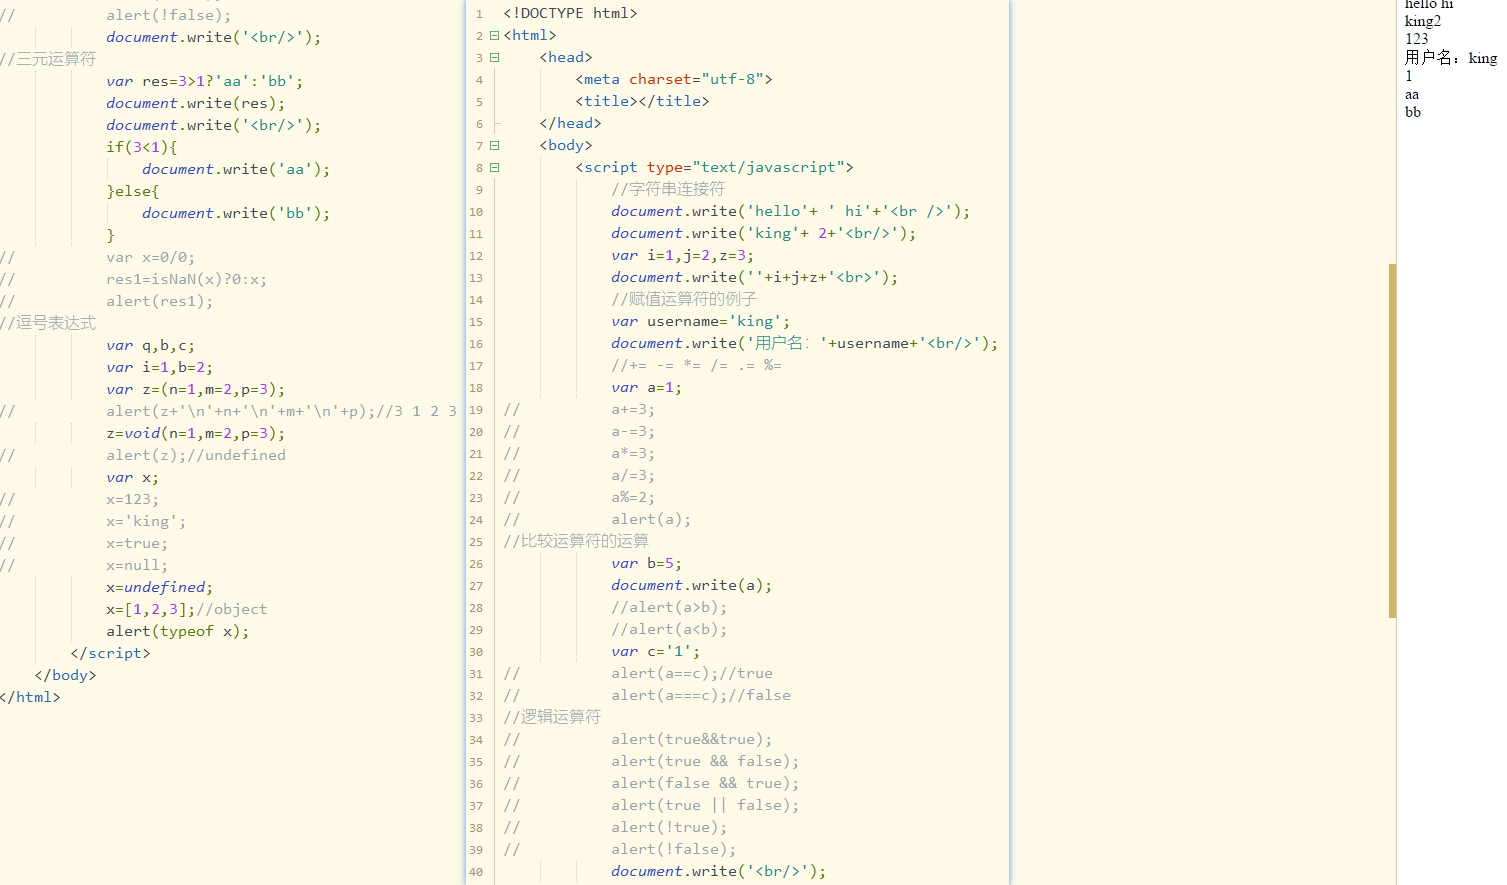 //          alert(!false);
            document.write('<br/>');
//三元运算符
            var res=3>1?'aa':'bb';
            document.write(res);
            document.write('<br/>');
            if(3<1){
                document.write('aa');
            }else{
                document.write('bb');
            }
//          var x=0/0;
//          res1=isNaN(x)?0:x;
//          alert(res1);
//逗号表达式
            var q,b,c;
            var i=1,b=2;
            var z=(n=1,m=2,p=3);
//          alert(z+'\n'+n+'\n'+m+'\n'+p);//3 1 2 3
            z=void(n=1,m=2,p=3);
//          alert(z);//undefined
            var x;
//          x=123;
//          x='king';
//          x=true;
//          x=null;
            x=undefined;
            x=[1,2,3];//object
            alert(typeof x);
        </script>
    </body>
</html>
1 <!DOCTYPE html>
2 <html>
3     <head>
4         <meta charset="utf-8">
5         <title></title>
6     </head>
7     <body>
8         <script type="text/javascript">
9             //字符串连接符
10            document.write('hello'+ ' hi'+'<br />');
11            document.write('king'+ 2+'<br/>');
12            var i=1,j=2,z=3;
13            document.write(''+i+j+z+'<br>');
14            //赋值运算符的例子
15            var username='king';
16            document.write('用户名：'+username+'<br/>');
17            //+= -= *= /= .= %=
18            var a=1;
19 //         a+=3;
20 //         a-=3;
21 //         a*=3;
22 //         a/=3;
23 //         a%=2;
24 //         alert(a);
25 //比较运算符的运算
26            var b=5;
27            document.write(a);
28            //alert(a>b);
29            //alert(a<b);
30            var c='1';
31 //         alert(a==c);//true
32 //         alert(a===c);//false
33 //逻辑运算符
34 //         alert(true&&true);
35 //         alert(true && false);
36 //         alert(false && true);
37 //         alert(true || false);
38 //         alert(!true);
39 //         alert(!false);
40            document.write('<br/>');
hello hi
king2
123
用户名：king
1
aa
bb